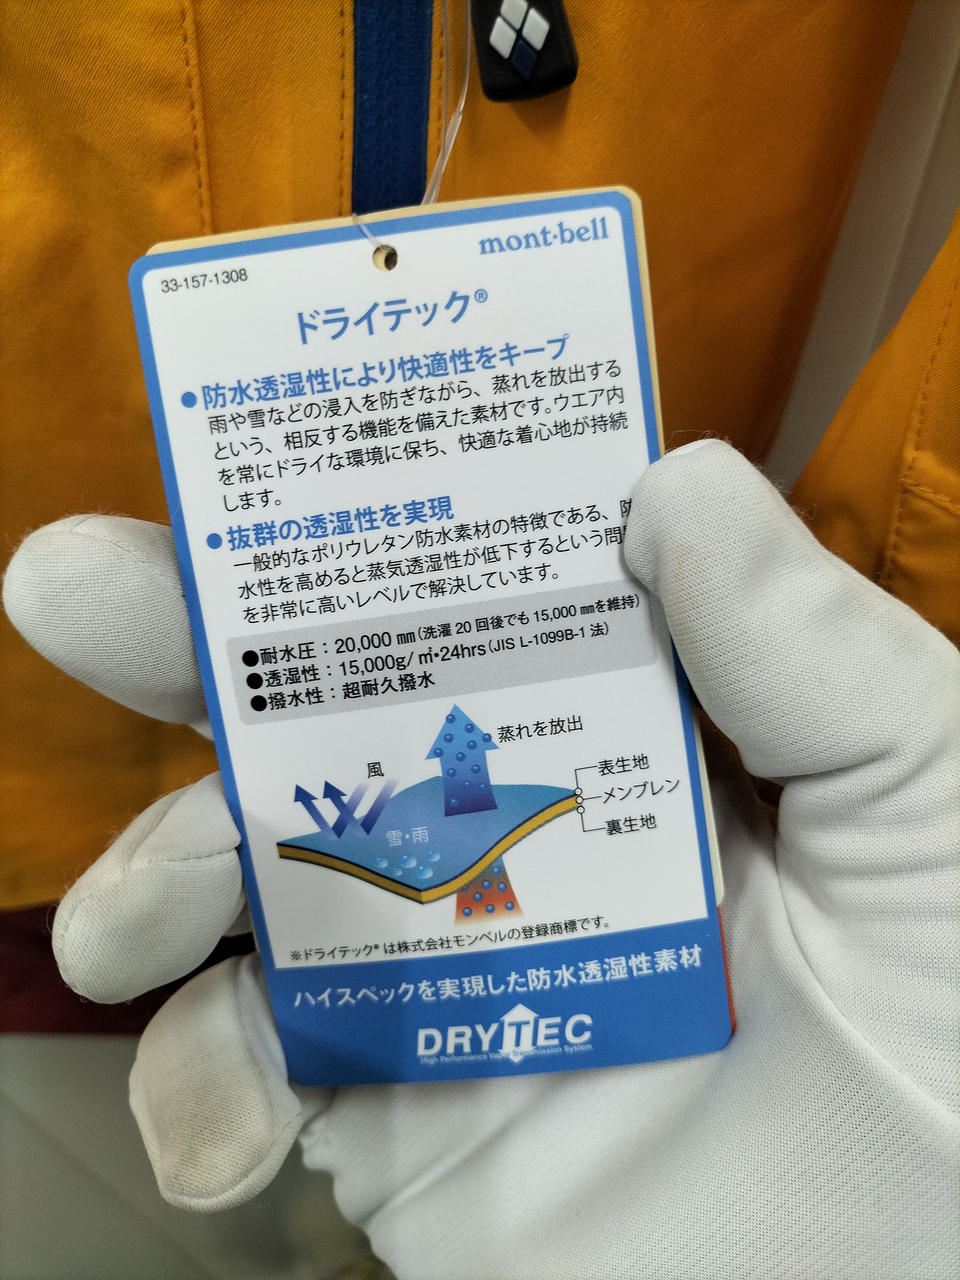 mont·bell
33-157-1308
ドライテック®
●防水透湿性により快適性をキープ
雨や雪などの浸入を防ぎながら、蒸れを放出する
という、相反する機能を備えた素材です。ウエア内
を常にドライな環境に保ち、快適な着心地が持続
します。
●抜群の透湿性を実現
一般的なポリウレタン防水素材の特徴である、防
水性を高めると蒸気透湿性が低下するという問
を非常に高いレベルで解決しています。
●耐水圧：20,000 ㎜（洗濯 20 回後でも 15,000 ㎜を維持）
●透湿性：15,000g/㎡・24hrs（JIS L-1099B-1 法）
●撥水性：超耐久撥水
蒸れを放出
風
表生地
メンブレン
裏生地
雪・雨
※ドライテック®は株式会社モンベルの登録商標です。
ハイスペックを実現した防水透湿性素材
DRYTEC
High Performance Vapor Transmission System